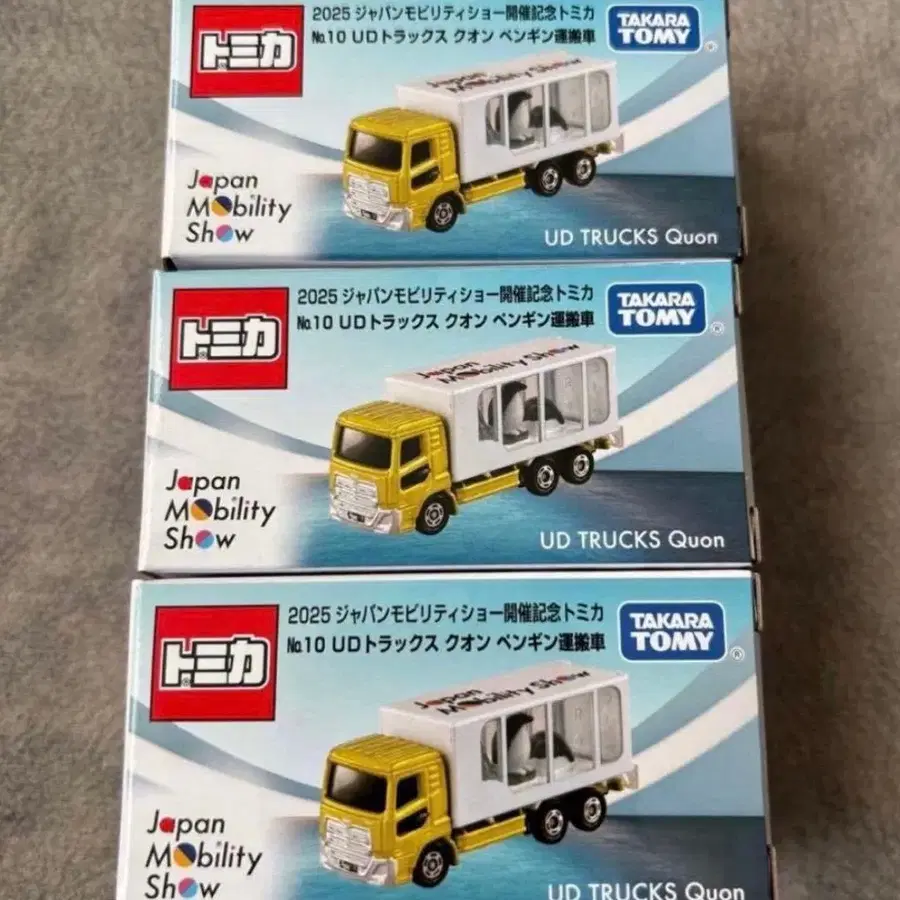 トミカ
2025 ジャパンモビリティショー開催記念トミカ
No.10 UDトラックス クオン ペンギン運搬車
TAKARA
TOMY
Japan
Mobility Show
Japan
Mobility
Show
UD TRUCKS Quon
トミカ
2025 ジャパンモビリティショー開催記念トミカ
No.10 UDトラックス クオン ペンギン運搬車
TAKARA
TOMY
Japan
Mobility Show
Japan
Mobility
Show
UD TRUCKS Quon
トミカ
2025 ジャパンモビリティショー開催記念トミカ
No.10 UDトラックス クオン ペンギン運搬車
TAKARA
TOMY
Japan
Mobility Show
Japan
Mobility
Show
UD TRUCKS Quon